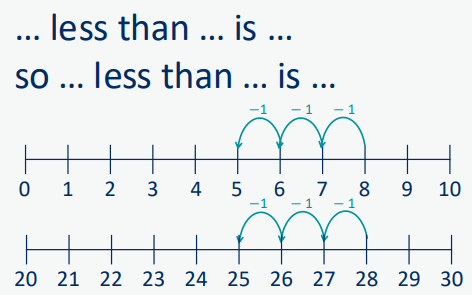 ... less than ... is ...
so ... less than ... is ...
−1 − 1 − 1
0 1 2 3 4 5 6 7 8 9 10
−1 − 1 − 1
20 21 22 23 24 25 26 27 28 29 30